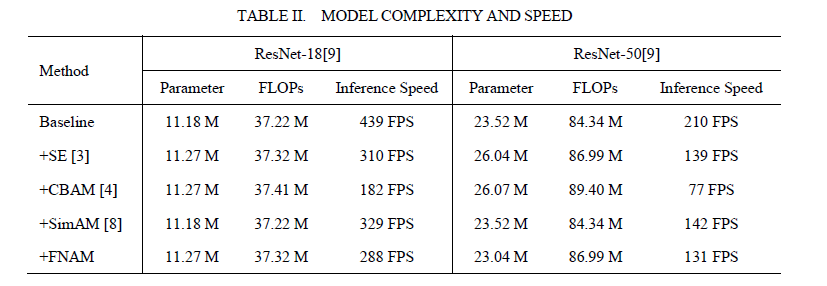 TABLE II. MODEL COMPLEXITY AND SPEED
Method ResNet-18[9] ResNet-50[9]
Parameter FLOPs Inference Speed Parameter FLOPs Inference Speed
Baseline 11.18 M 37.22 M 439 FPS 23.52 M 84.34 M 210 FPS
+SE [3] 11.27 M 37.32 M 310 FPS 26.04 M 86.99 M 139 FPS
+CBAM [4] 11.27 M 37.41 M 182 FPS 26.07 M 89.40 M 77 FPS
+SimAM [8] 11.18 M 37.22 M 329 FPS 23.52 M 84.34 M 142 FPS
+FNAM 11.27 M 37.32 M 288 FPS 23.04 M 86.99 M 131 FPS